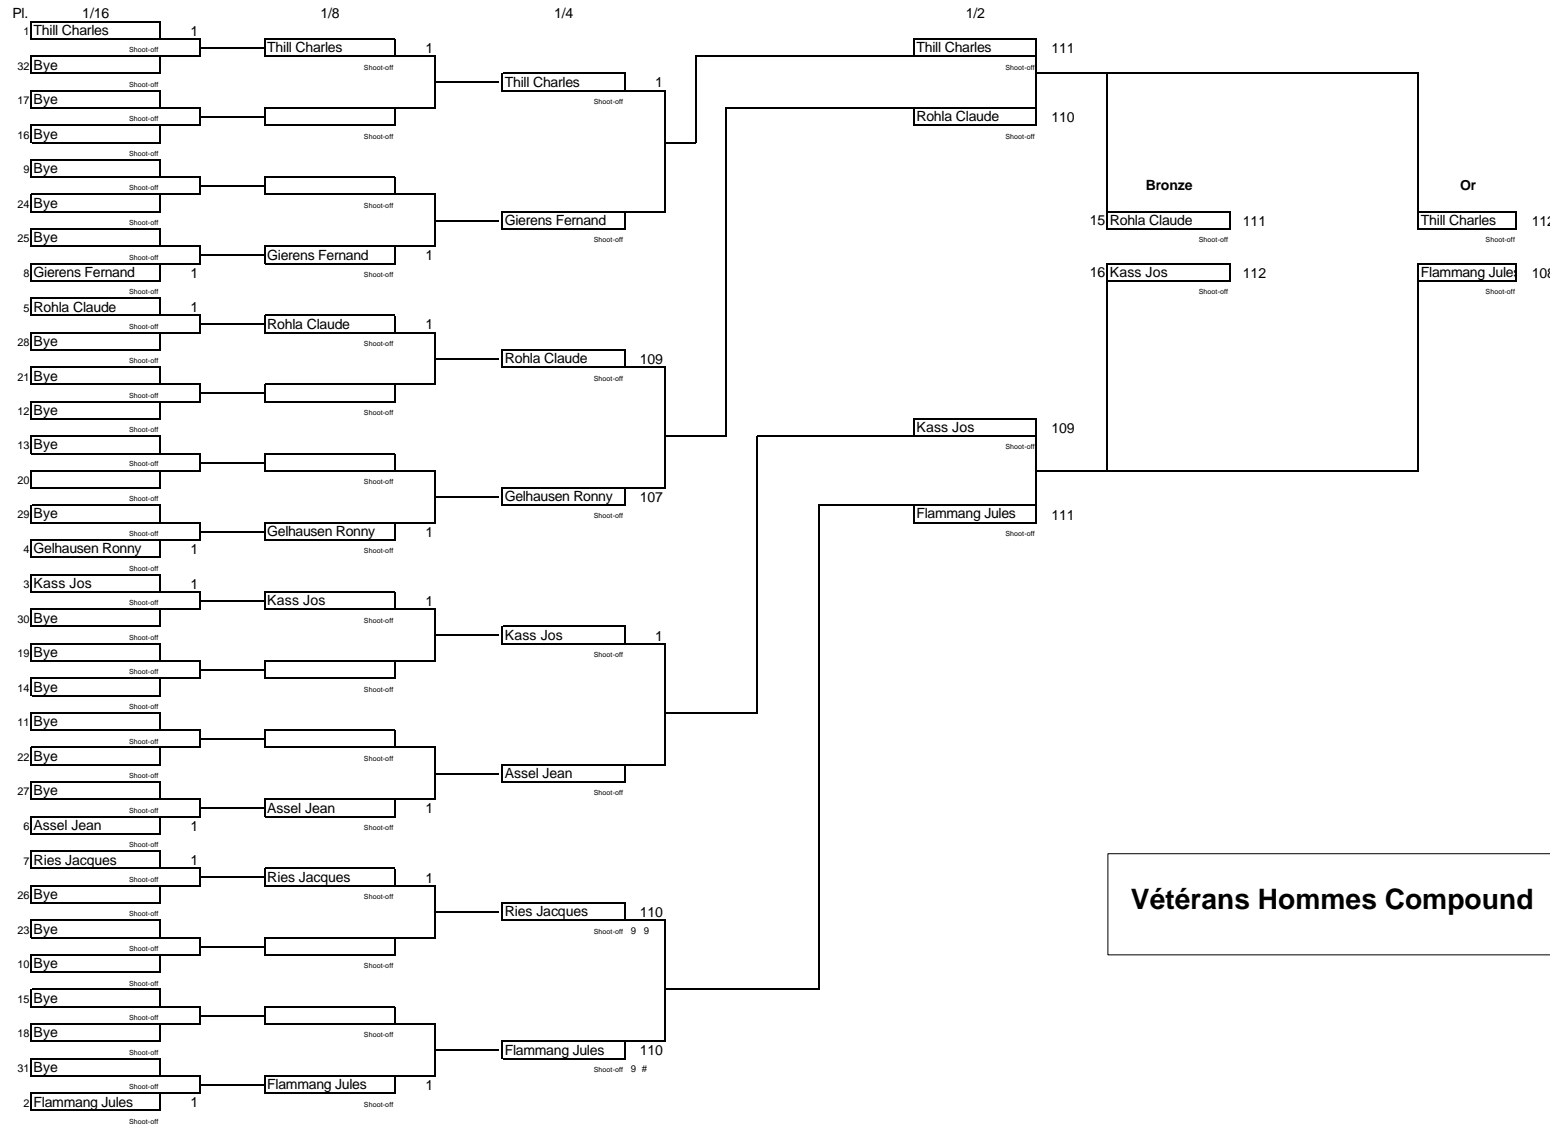 Pl. 1/16 1/8 1/4 1/2
1 Thill Charles 1
Shoot-off
Thill Charles 1
Thill Charles 111
32 Bye
Shoot-off
Shoot-off
Shoot-off
Thill Charles 1
17 Bye
Shoot-off
Shoot-off
Rohla Claude 110
16 Bye
Shoot-off
Shoot-off
Shoot-off
9 Bye
Shoot-off
Bronze Or
24 Bye
Shoot-off
Shoot-off
Gierens Fernand
15 Rohla Claude 111
Thill Charles 112
25 Bye
Shoot-off
Shoot-off
Shoot-off
Shoot-off
Gierens Fernand 1
8 Gierens Fernand 1
Shoot-off
Shoot-off
16 Kass Jos 112
Flammang Jules 108
Shoot-off
Shoot-off
5 Rohla Claude 1
Shoot-off
Rohla Claude 1
28 Bye
Shoot-off
Shoot-off
Rohla Claude 109
21 Bye
Shoot-off
Shoot-off
12 Bye
Shoot-off
Shoot-off
13 Bye
Shoot-off
Kass Jos 109
Shoot-off
20
Shoot-off
Shoot-off
Gelhausen Ronny 107
29 Bye
Shoot-off
Shoot-off
Flammang Jules 111
Shoot-off
Gelhausen Ronny 1
4 Gelhausen Ronny 1
Shoot-off
Shoot-off
3 Kass Jos 1
Shoot-off
Kass Jos 1
30 Bye
Shoot-off
Shoot-off
Kass Jos 1
19 Bye
Shoot-off
Shoot-off
14 Bye
Shoot-off
Shoot-off
11 Bye
Shoot-off
22 Bye
Shoot-off
Shoot-off
Assel Jean
27 Bye
Shoot-off
Shoot-off
Assel Jean 1
6 Assel Jean 1
Shoot-off
Shoot-off
7 Ries Jacques 1
Shoot-off
Ries Jacques 1
26 Bye
Shoot-off
Shoot-off
Ries Jacques 110
Vétérans Hommes Compound
23 Bye
Shoot-off
Shoot-off 9 9
10 Bye
Shoot-off
Shoot-off
15 Bye
Shoot-off
18 Bye
Shoot-off
Shoot-off
Flammang Jules 110
31 Bye
Shoot-off
Shoot-off 9 #
Flammang Jules 1
2 Flammang Jules 1
Shoot-off
Shoot-off